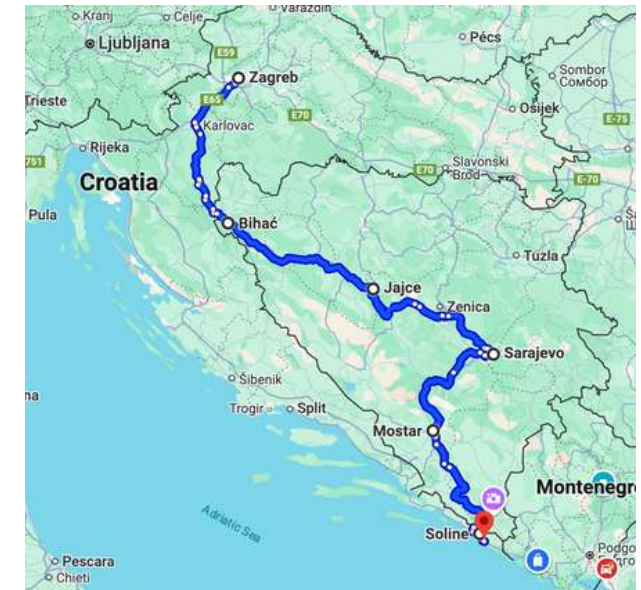 Kranj
Celje
Varaždin
Ljubljana
E59
Pécs
Zagreb
Sombor
Сомбор
Trieste
E65
Karlovac
E70
Osijek
E-75
Rijeka
751
Croatia
E70
Slavonski
Brod
E-70
Pula
Bihać
Tuzla
Jajce
Zenica
Sarajevo
Šibenik
Trogir
Split
na
Mostar
Montenegro
Adriatic Sea
Soline
Pescara
Chieti
Podgo